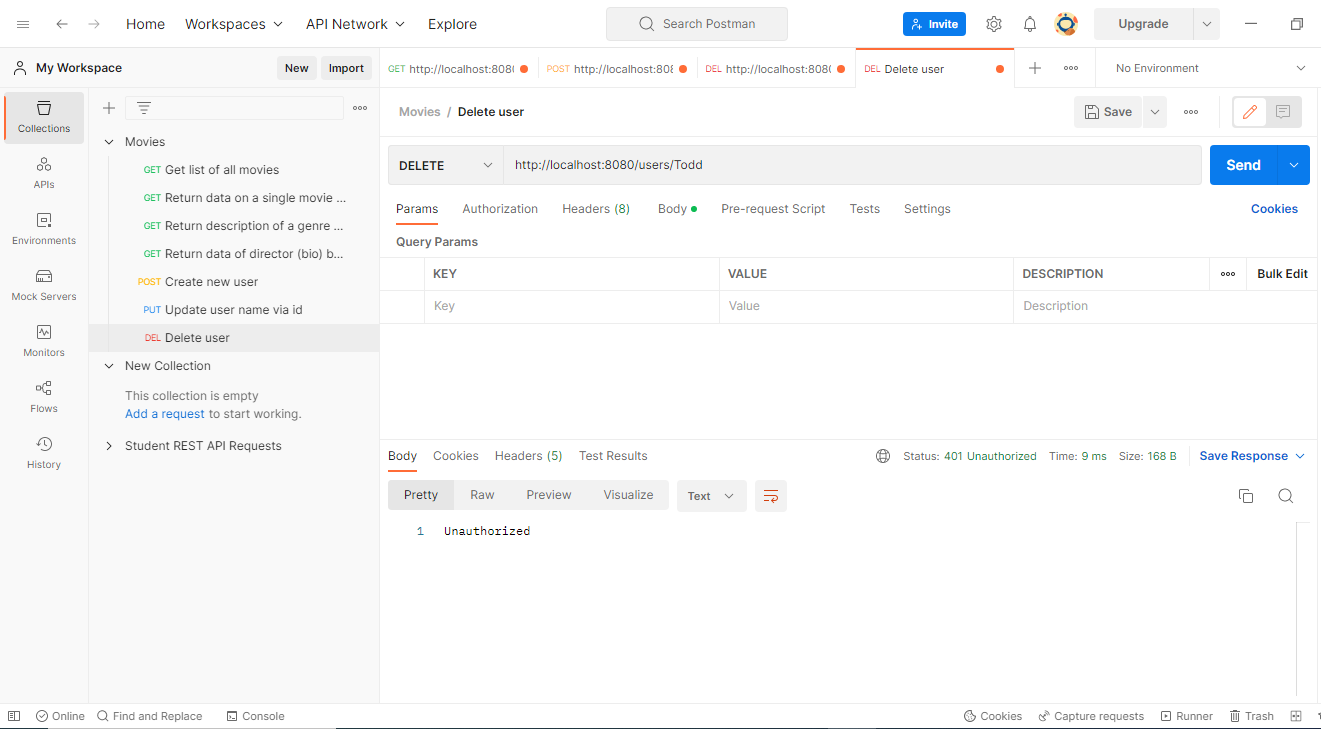 Home Workspaces API Network Explore Search Postman Invite Upgrade
My Workspace New Import
GET http://localhost:8080 POST http://localhost:808 DEL http://localhost:8080 DEL Delete user No Environment
Collections
APIs
Environments
Mock Servers
Monitors
Flows
History
Movies
GET Get list of all movies
GET Return data on a single movie ...
GET Return description of a genre ...
GET Return data of director (bio) b...
POST Create new user
PUT Update user name via id
DEL Delete user
New Collection
This collection is empty
Add a request to start working.
Student REST API Requests
Movies / Delete user Save
DELETE http://localhost:8080/users/Todd Send
Params Authorization Headers (8) Body Pre-request Script Tests Settings Cookies
Query Params
KEY VALUE DESCRIPTION Bulk Edit
Key Value Description
Body Cookies Headers (5) Test Results Status: 401 Unauthorized Time: 9 ms Size: 168 B Save Response
Pretty Raw Preview Visualize Text
1 Unauthorized
Online Find and Replace Console Cookies Capture requests Runner Trash